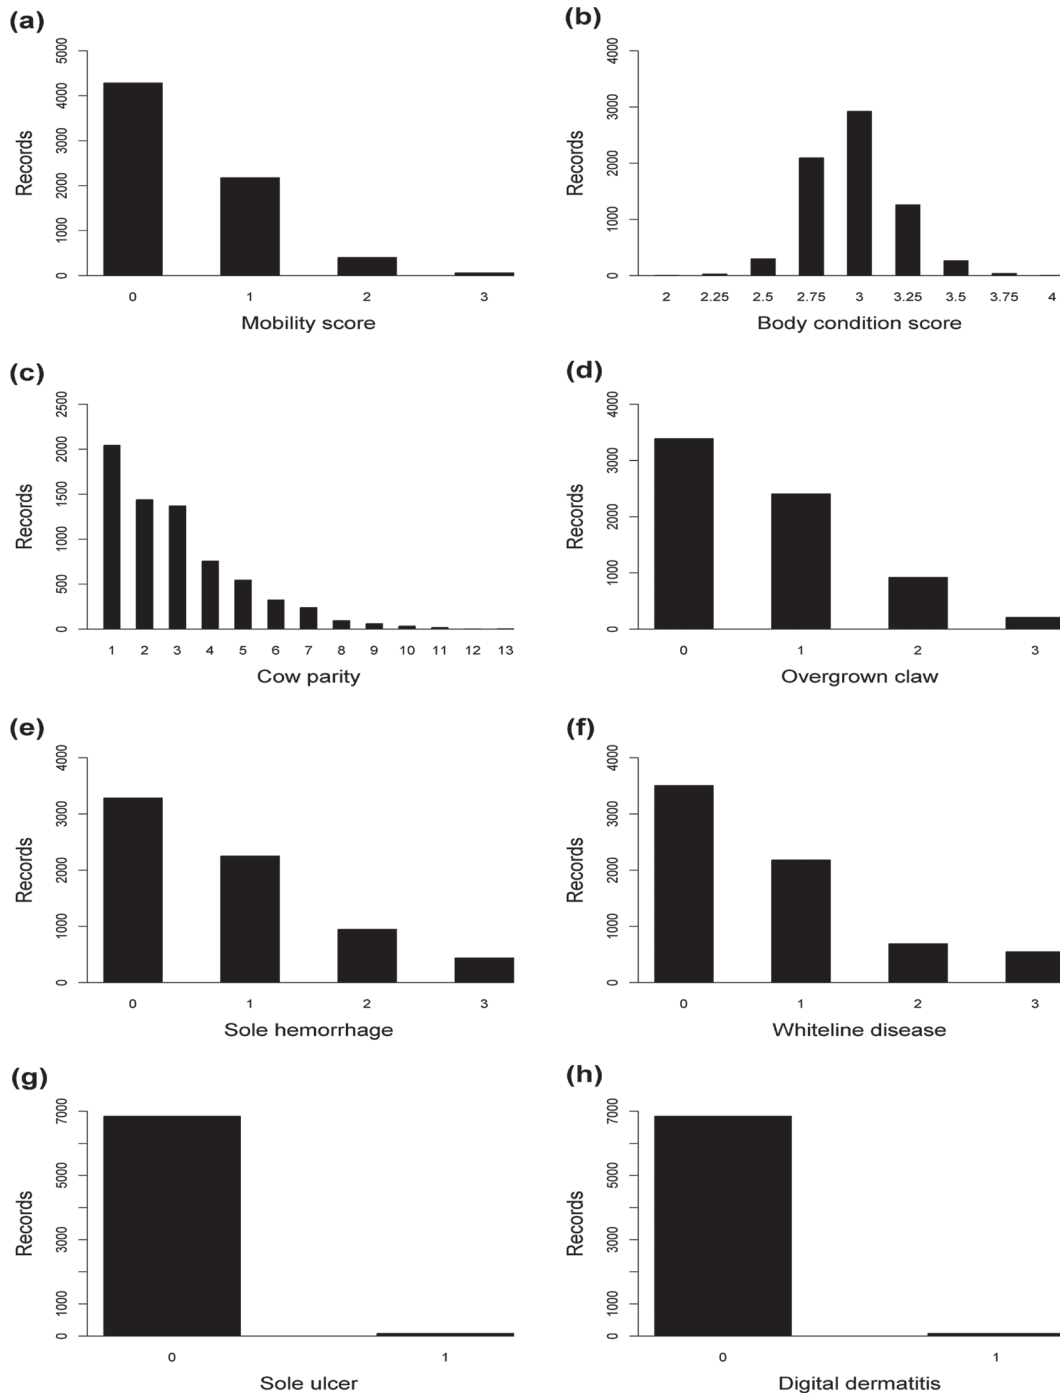 (a)
5000
4000
3000
2000
1000
0
Records
0 1 2 3
Mobility score
(b)
4000
3000
2000
1000
0
Records
2 2.25 2.5 2.75 3 3.25 3.5 3.75 4
Body condition score
(c)
2500
2000
1500
1000
500
0
Records
1 2 3 4 5 6 7 8 9 10 11 12 13
Cow parity
(d)
4000
3000
2000
1000
0
Records
0 1 2 3
Overgrown claw
(e)
4000
3000
2000
1000
0
Records
0 1 2 3
Sole hemorrhage
(f)
4000
3000
2000
1000
0
Records
0 1 2 3
Whiteline disease
(g)
7000
5000
3000
1000
0
Records
0 1
Sole ulcer
(h)
7000
5000
3000
1000
0
Records
0 1
Digital dermatitis